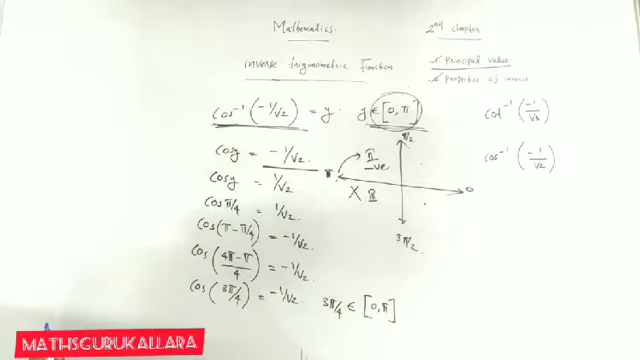 Mathematics.
2nd chapter
Inverse trigonometric Function
* Principal value
* Properties of inverse
cos⁻¹(-1/√2) = y. y ∈ [0, π]
cot⁻¹(-1/√3)
cos y = -1/√2.
cos⁻¹(-1/√2)
cos y = 1/√2.
cos π/4 = 1/√2.
cos(π - π/4) = -1/√2.
cos(4π-π/4) = -1/√2.
cos(3π/4) = -1/√2. 3π/4 ∈ [0, π]
π/2
II
-ve
π
0
X III
3π/2
MATHSGURUKALLARA